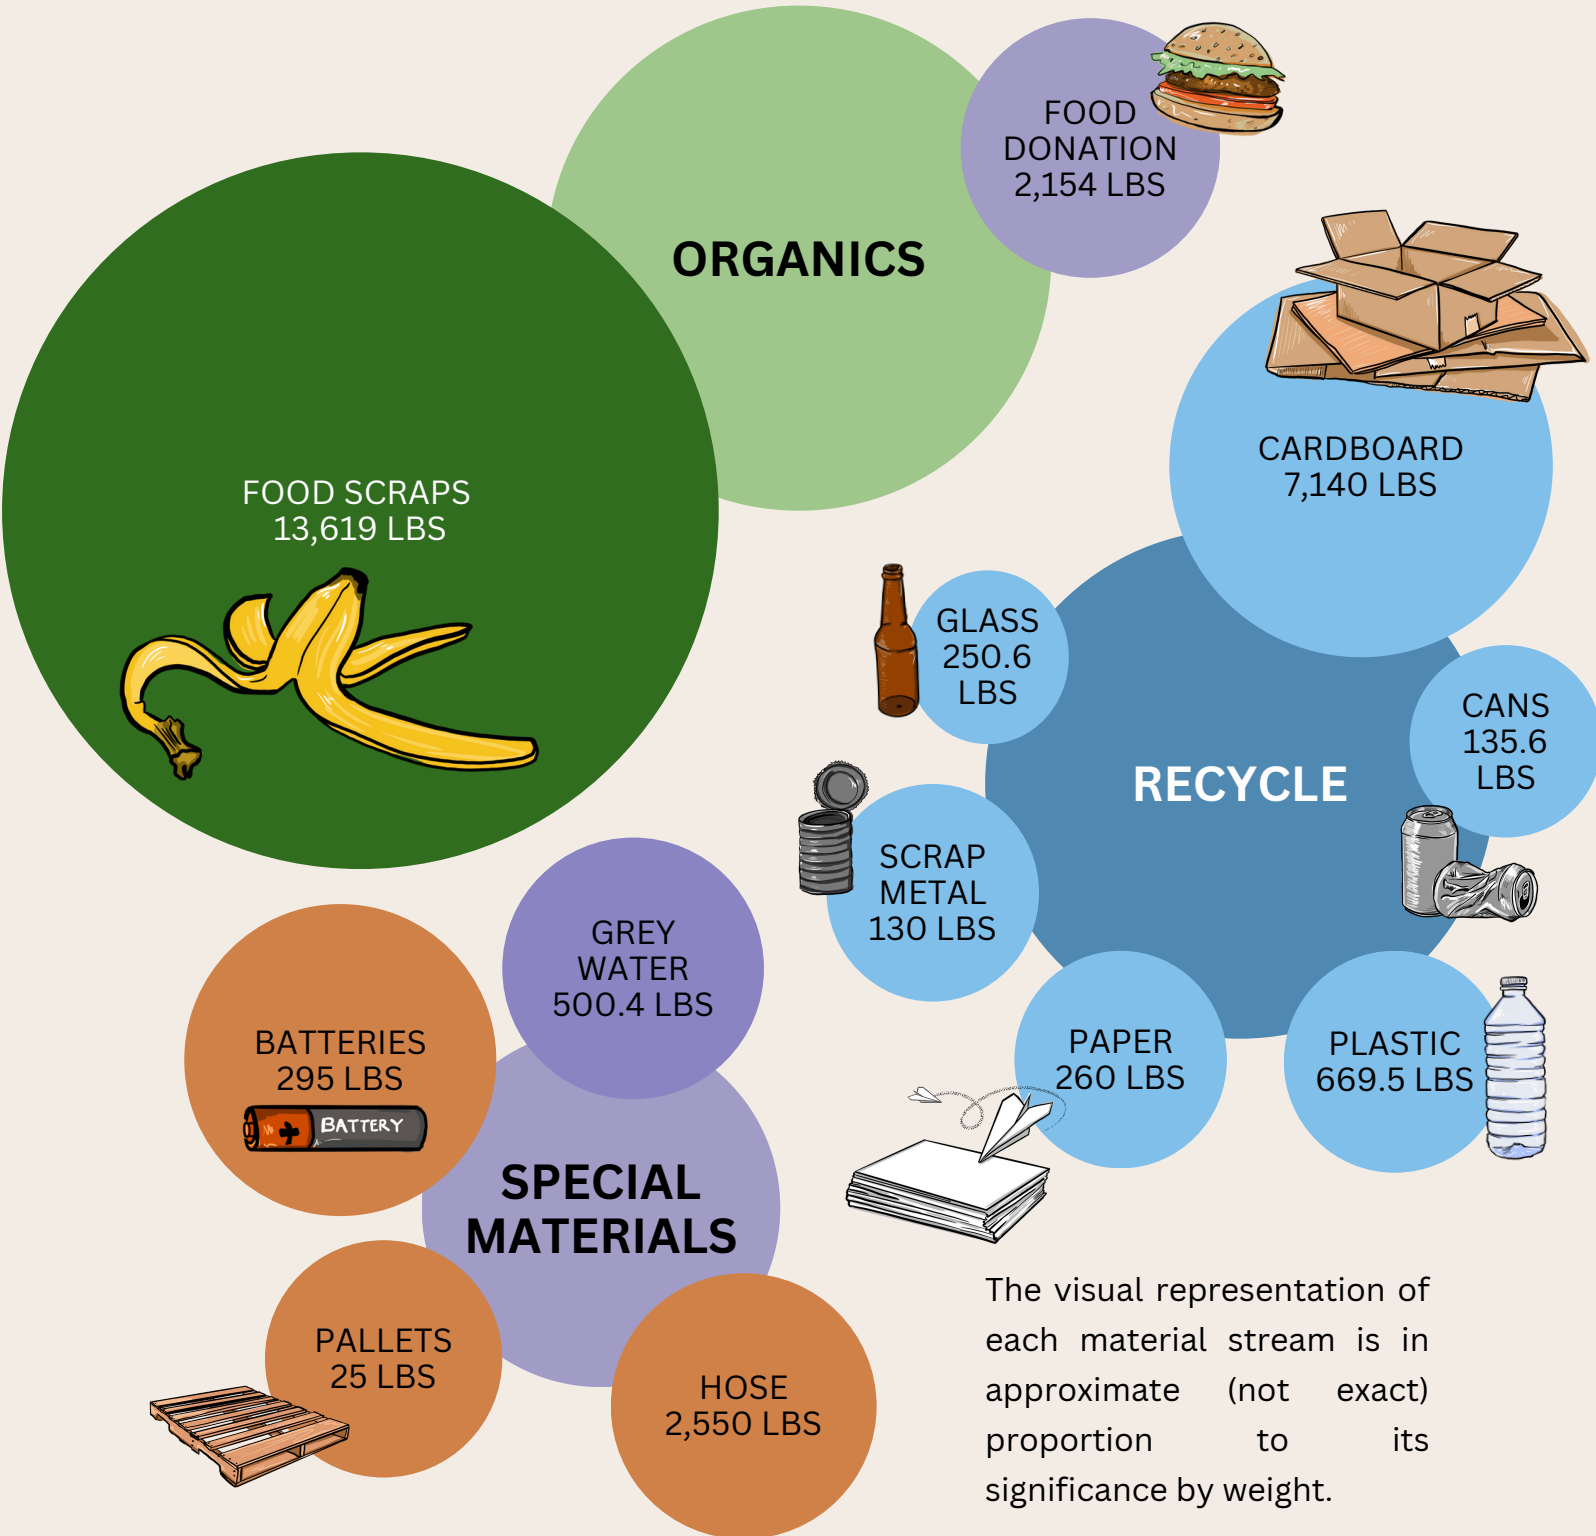 FOOD
DONATION
2,154 LBS
ORGANICS
FOOD SCRAPS
13,619 LBS
CARDBOARD
7,140 LBS
GLASS
250.6
LBS
CANS
135.6
LBS
RECYCLE
SCRAP
METAL
130 LBS
PAPER
260 LBS
PLASTIC
669.5 LBS
GREY
WATER
500.4 LBS
BATTERIES
295 LBS
BATTERY
SPECIAL
MATERIALS
PALLETS
25 LBS
HOSE
2,550 LBS
The visual representation of
each material stream is in
approximate (not exact)
proportion to its
significance by weight.